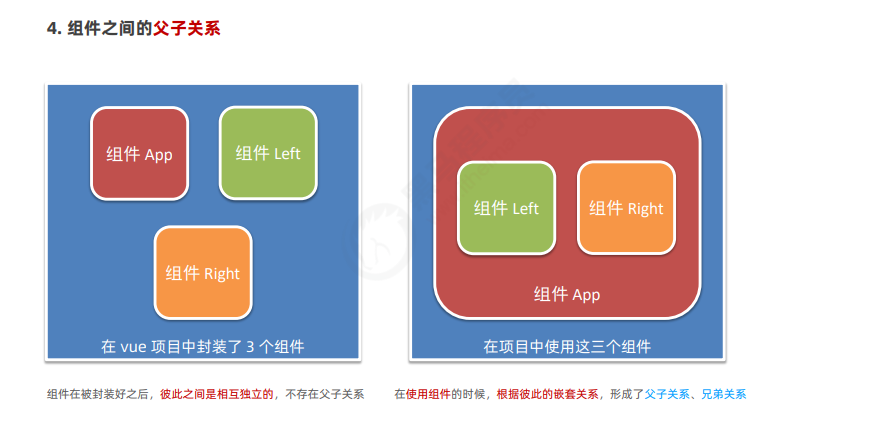 4. 组件之间的父子关系
组件 App
组件 Left
组件 Right
在 vue 项目中封装了 3 个组件
组件 Left
组件 Right
组件 App
在项目中使用这三个组件
组件在被封装好之后，彼此之间是相互独立的，不存在父子关系
在使用组件的时候，根据彼此的嵌套关系，形成了父子关系、兄弟关系